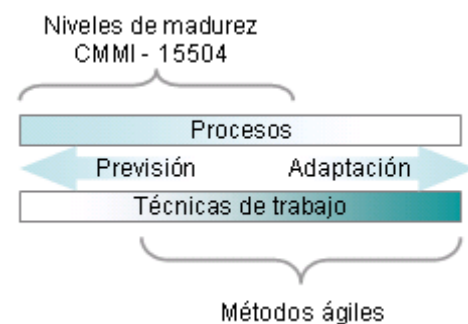 Niveles de madurez
CMMI - 15504
Procesos
Previsión Adaptación
Técnicas de trabajo
Métodos ágiles